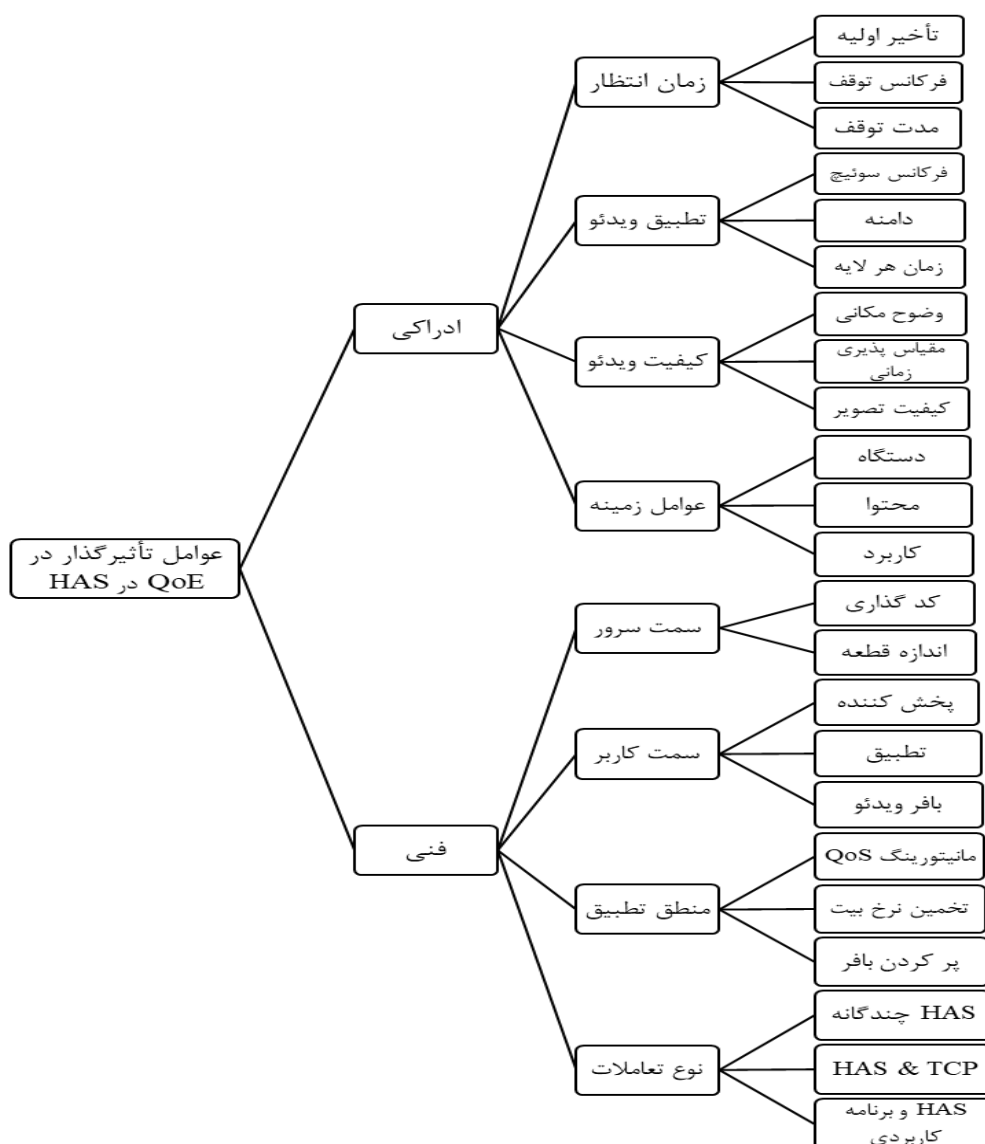 عوامل تأثیرگذار در
QoE در HAS
ادراکی
زمان انتظار
تأخیر اولیه
فرکانس توقف
مدت توقف
تطبیق ویدئو
فرکانس سوئیچ
دامنه
زمان هر لایه
کیفیت ویدئو
وضوح مکانی
مقیاس پذیری
زمانی
کیفیت تصویر
عوامل زمینه
دستگاه
محتوا
کاربرد
فنی
سمت سرور
کد گذاری
اندازه قطعه
سمت کاربر
پخش کننده
تطبیق
بافر ویدئو
منطق تطبیق
مانیتورینگ QoS
تخمین نرخ بیت
پر کردن بافر
نوع تعاملات
HAS چندگانه
HAS & TCP
HAS و برنامه
کاربردی